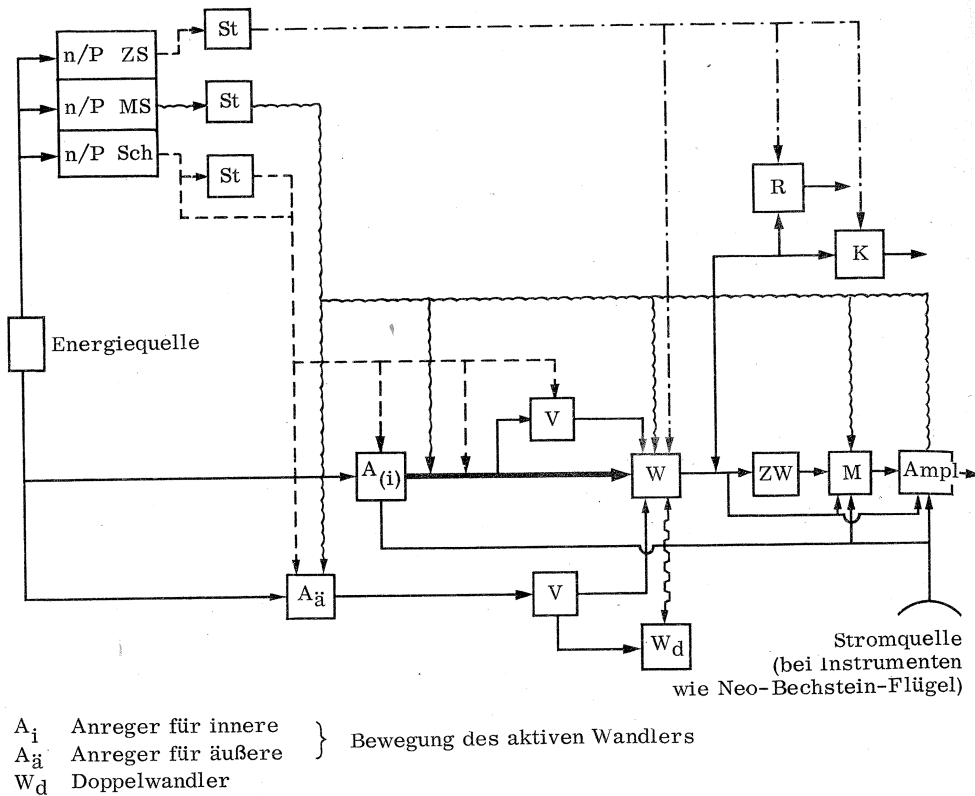 St
n/P ZS
n/P MS
St
n/P Sch
St
R
K
Energiequelle
V
A(i)
W
ZW
M
Ampl
Aä
V
Wd
Stromquelle
(bei Instrumenten
wie Neo-Bechstein-Flügel)
Ai Anreger für innere
Aä Anreger für äußere
} Bewegung des aktiven Wandlers
Wd Doppelwandler